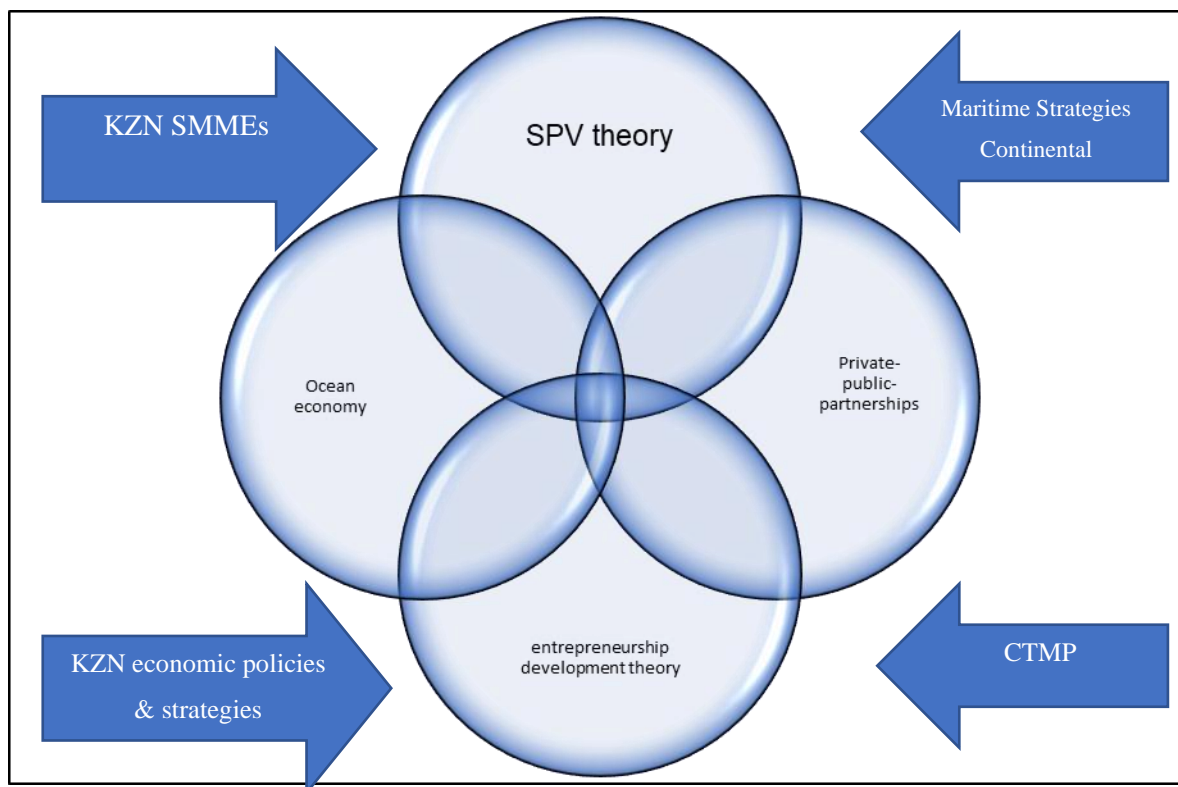 KZN SMMEs
SPV theory
Maritime Strategies
Continental
Ocean
economy
Private-
public-
partnerships
KZN economic policies
& strategies
entrepreneurship
development theory
CTMP